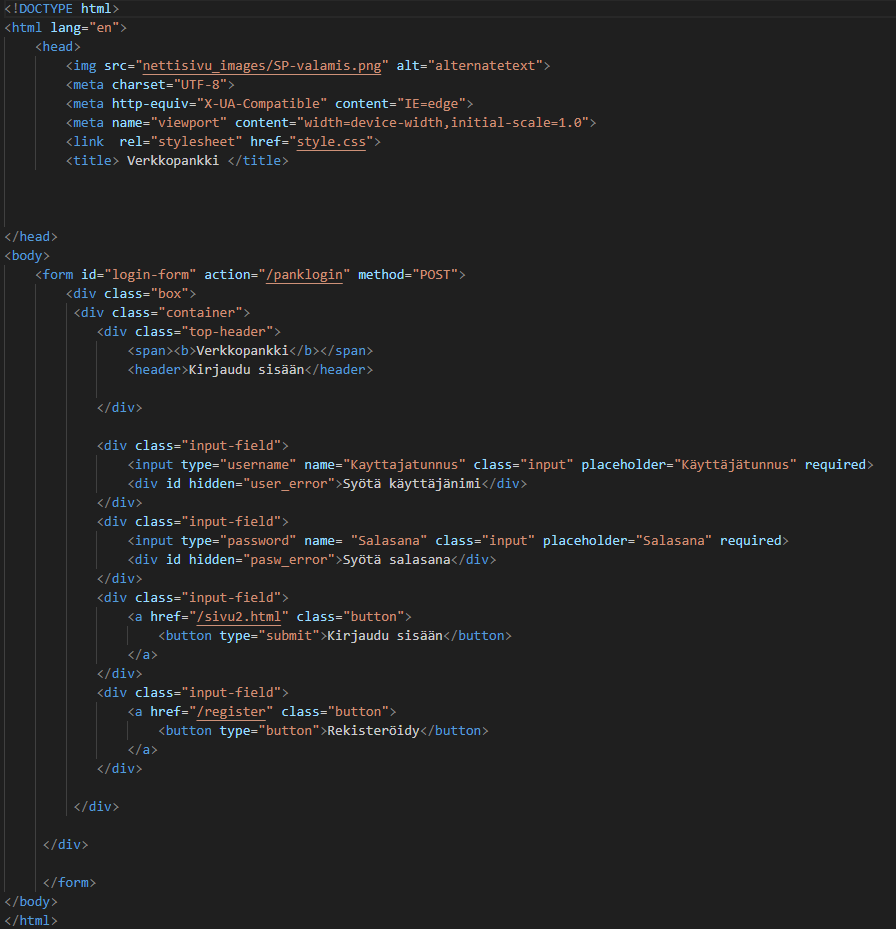 <!DOCTYPE html>
<html lang="en">
<head>
<img src="nettisivu_images/SP-valamis.png" alt="alternatetext">
<meta charset="UTF-8">
<meta http-equiv="X-UA-Compatible" content="IE=edge">
<meta name="viewport" content="width=device-width,initial-scale=1.0">
<link  rel="stylesheet" href="style.css">
<title> Verkkopankki </title>
</head>
<body>
<form id="login-form" action="/panklogin" method="POST">
<div class="box">
<div class="container">
<div class="top-header">
<span><b>Verkkopankki</b></span>
<header>Kirjaudu sisään</header>
</div>
<div class="input-field">
<input type="username" name="Kayttajatunnus" class="input" placeholder="Käyttäjätunnus" required>
<div id hidden="user_error">Syötä käyttäjänimi</div>
</div>
<div class="input-field">
<input type="password" name= "Salasana" class="input" placeholder="Salasana" required>
<div id hidden="pasw_error">Syötä salasana</div>
</div>
<div class="input-field">
<a href="/sivu2.html" class="button">
<button type="submit">Kirjaudu sisään</button>
</a>
</div>
<div class="input-field">
<a href="/register" class="button">
<button type="button">Rekisteröidy</button>
</a>
</div>
</div>
</div>
</form>
</body>
</html>